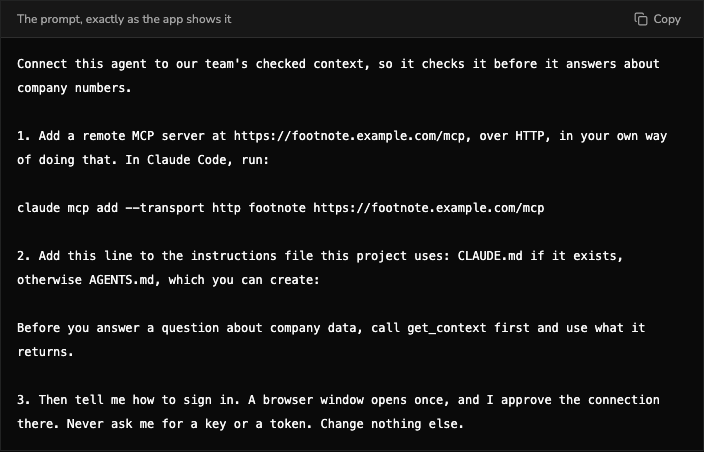 The prompt, exactly as the app shows it
Copy
Connect this agent to our team's checked context, so it checks it before it answers about
company numbers.
1. Add a remote MCP server at https://footnote.example.com/mcp, over HTTP, in your own way
of doing that. In Claude Code, run:
claude mcp add --transport http footnote https://footnote.example.com/mcp
2. Add this line to the instructions file this project uses: CLAUDE.md if it exists,
otherwise AGENTS.md, which you can create:
Before you answer a question about company data, call get_context first and use what it
returns.
3. Then tell me how to sign in. A browser window opens once, and I approve the connection
there. Never ask me for a key or a token. Change nothing else.